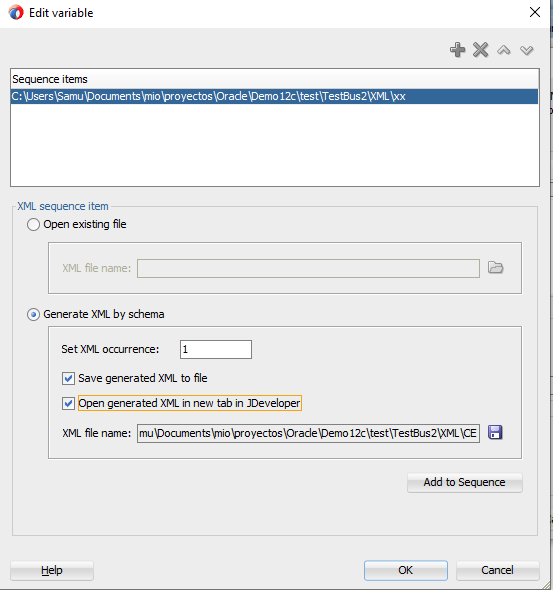 Edit variable
Sequence items
C:\Users\Samu\Documents\mio\proyectos\Oracle\Demo12c\test\TestBus2\XML\xx
XML sequence item
Open existing file
XML file name:
Generate XML by schema
Set XML occurrence: 1
Save generated XML to file
Open generated XML in new tab in JDeveloper
XML file name: mu\Documents\mio\proyectos\Oracle\Demo12c\test\TestBus2\XML\CE
Add to Sequence
Help OK Cancel